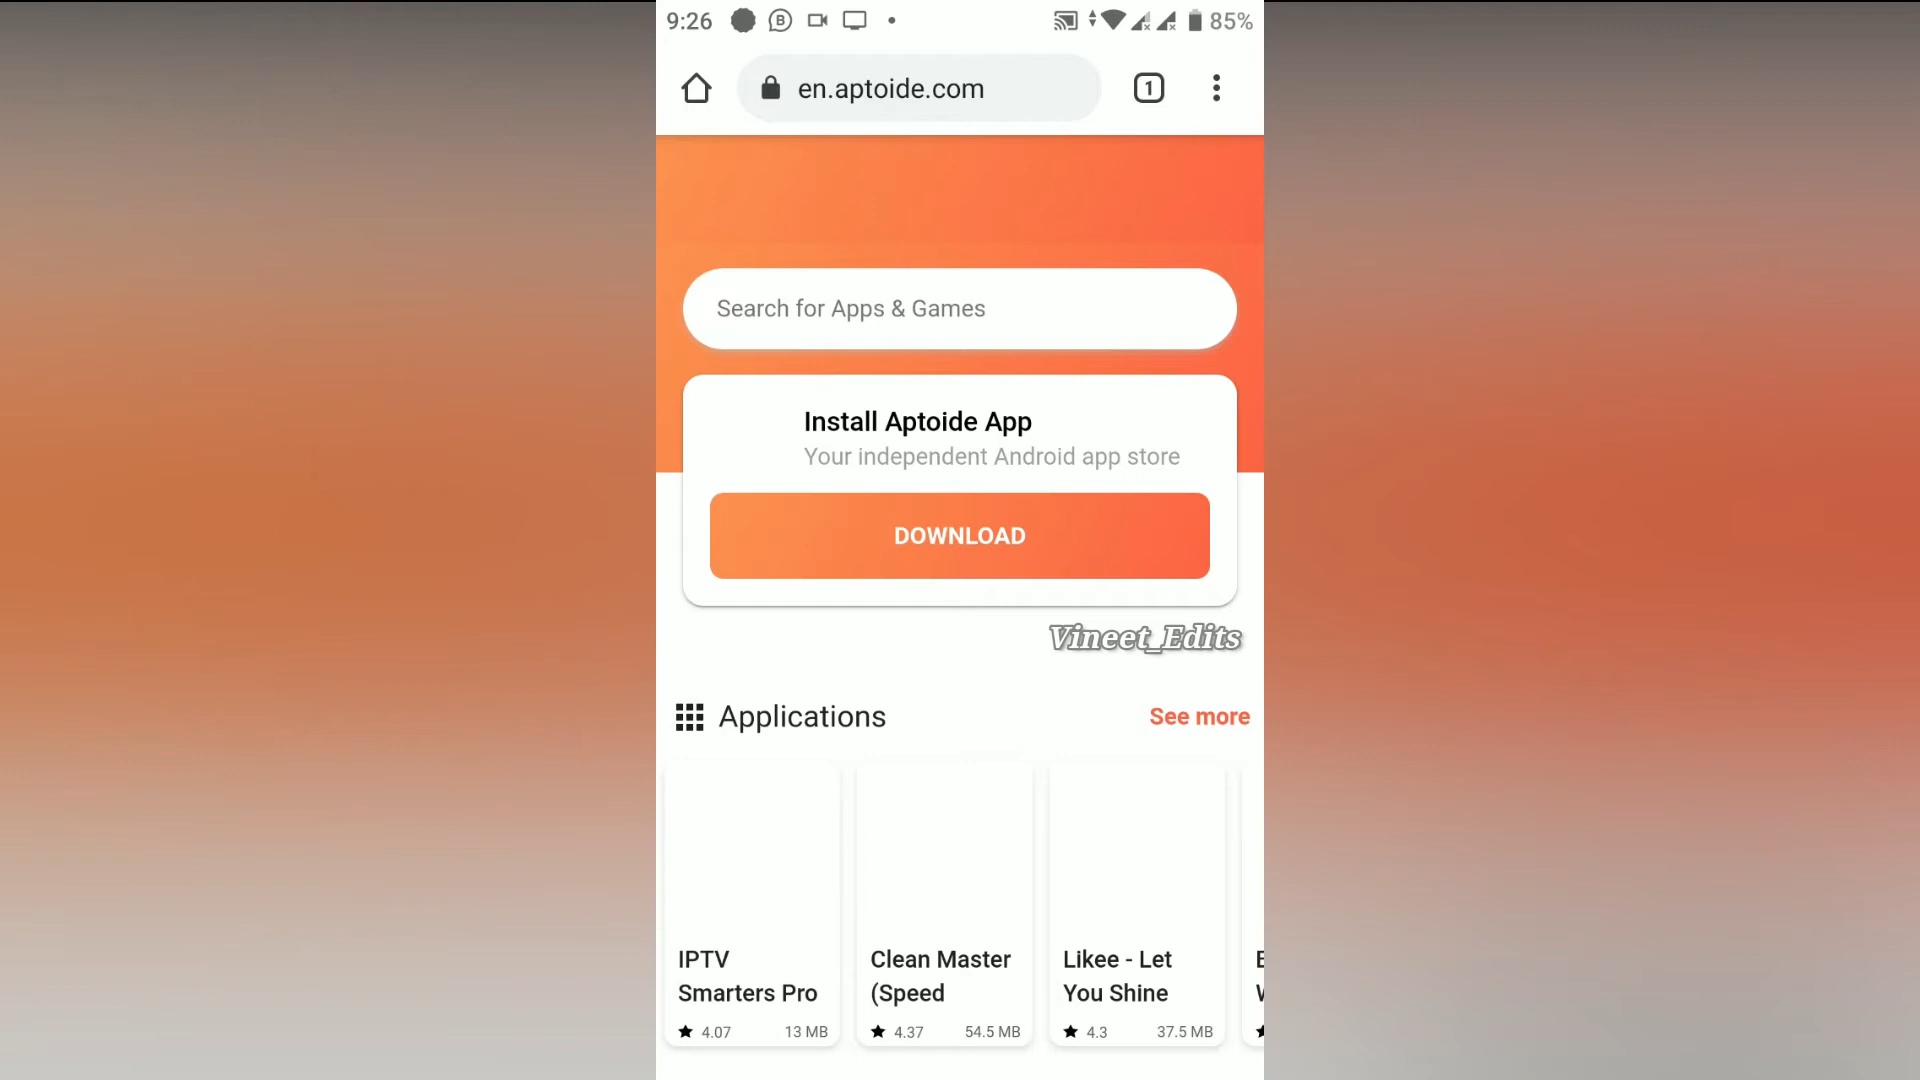 9:26
85%
en.aptoide.com
1
Search for Apps & Games
Install Aptoide App
Your independent Android app store
DOWNLOAD
Vineet_Edits
Applications
See more
IPTV
Smarters Pro
4.07
13 MB
Clean Master
(Speed
4.37
54.5 MB
Likee - Let
You Shine
4.3
37.5 MB